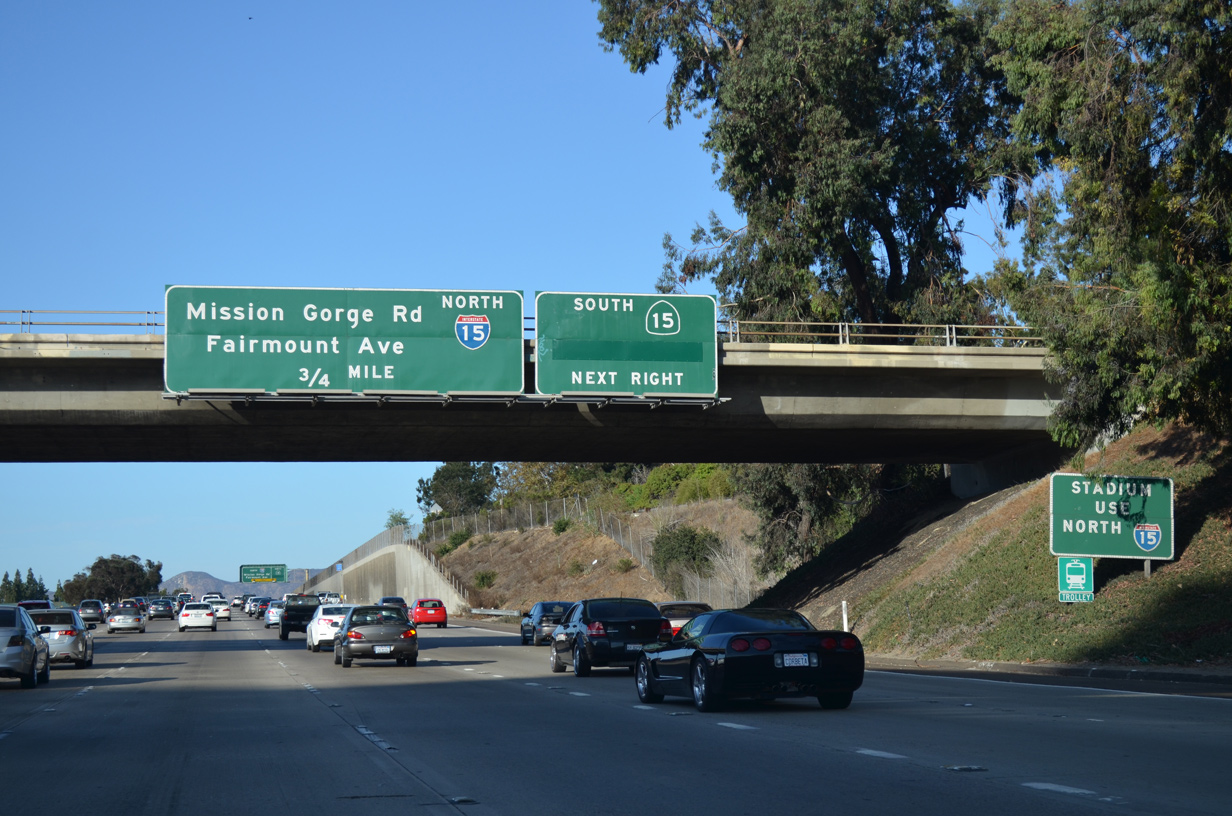 Mission Gorge Rd NORTH
INTERSTATE
15
Fairmount Ave
3/4 MILE
SOUTH 15
NEXT RIGHT
STADIUM
USE
NORTH 15
TROLLEY